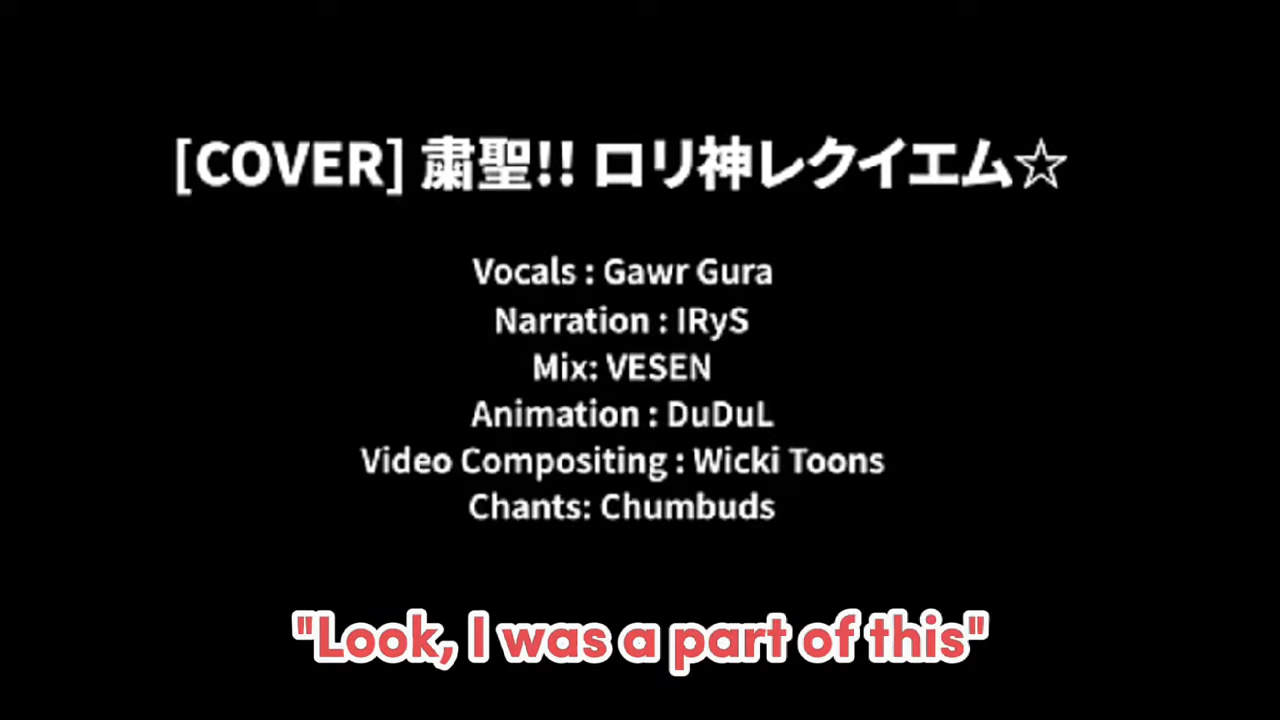 [COVER] 粛聖!! ロリ神レクイエム☆
Vocals : Gawr Gura
Narration : IRyS
Mix: VESEN
Animation : DuDuL
Video Compositing : Wicki Toons
Chants: Chumbuds
"Look, I was a part of this"